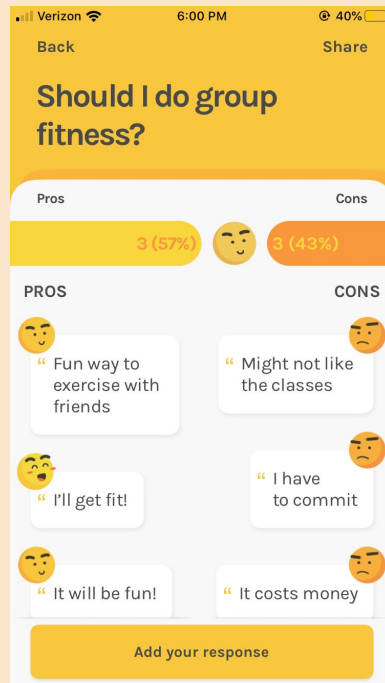 Verizon 6:00 PM 40%
Back Share
Should I do group
fitness?
Pros Cons
3 (57%) 3 (43%)
PROS CONS
“ Fun way to
exercise with
friends
“ Might not like
the classes
“ I’ll get fit!
“ I have
to commit
“ It will be fun!
“ It costs money
Add your response